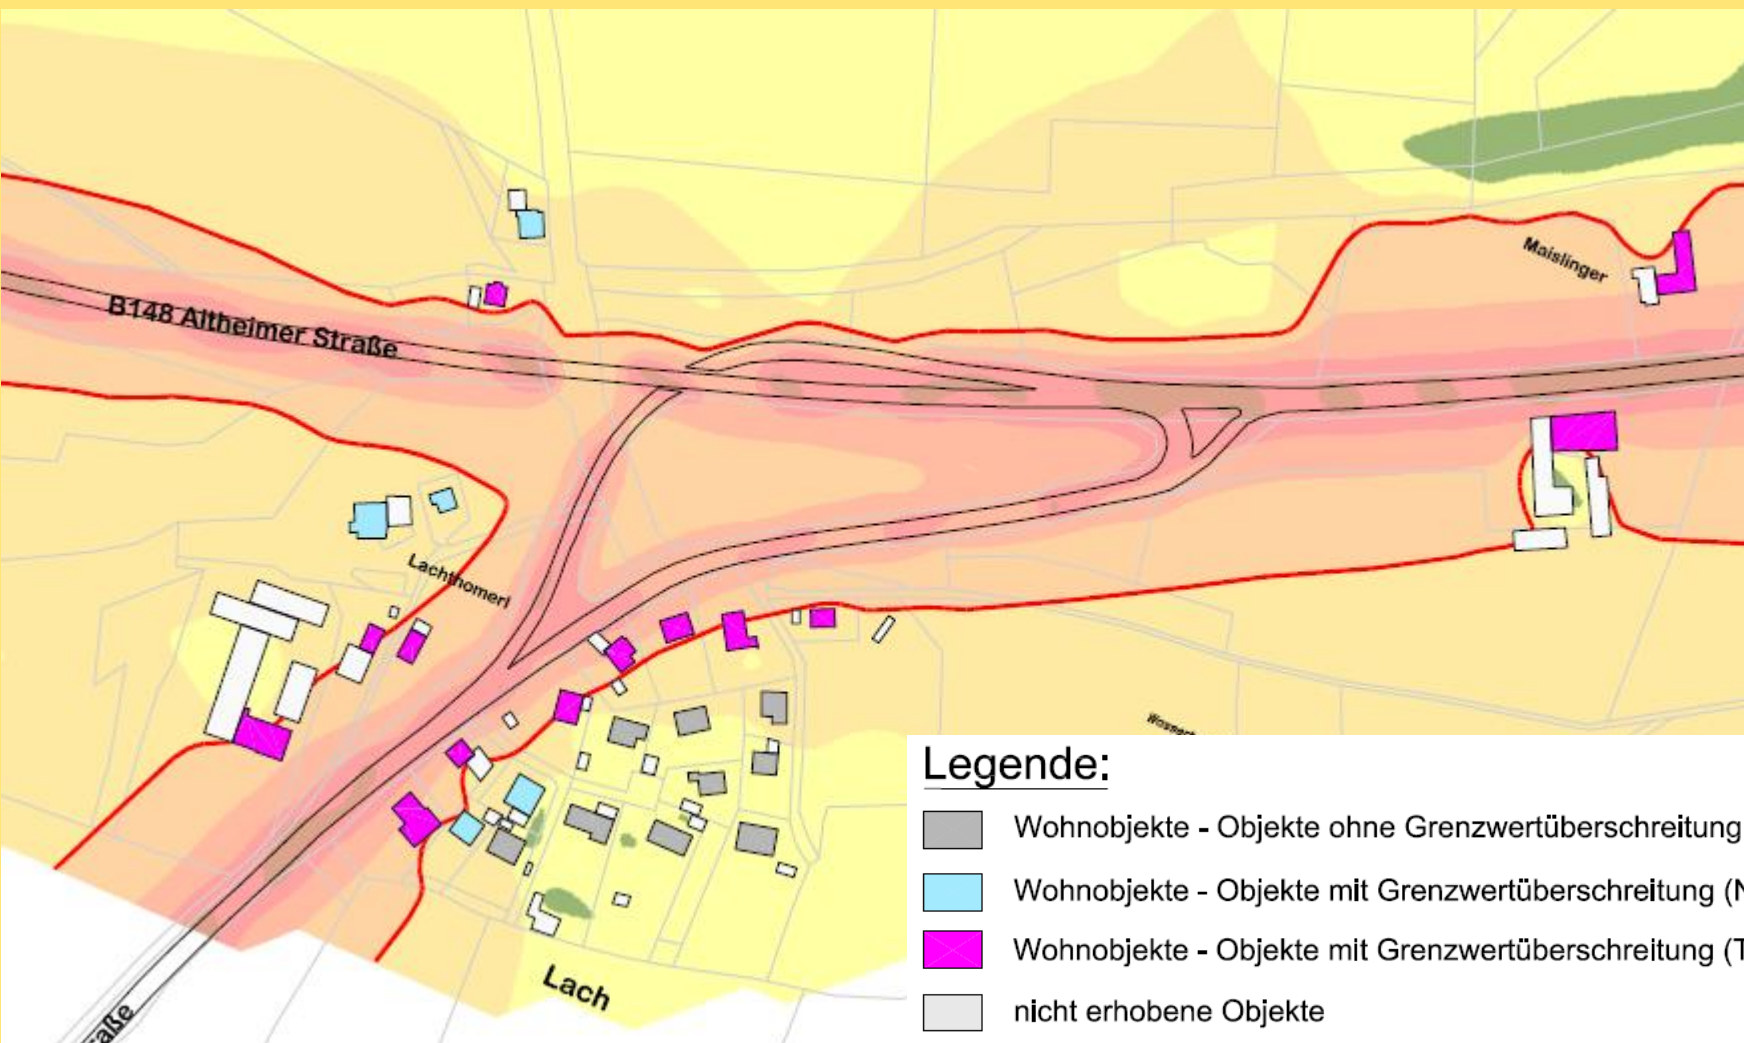 Maislinger
B148 Altheimer Straße
Lachthomerl
Legende:
Wohnobjekte - Objekte ohne Grenzwertüberschreitung
Wohnobjekte - Objekte mit Grenzwertüberschreitung (N
Wohnobjekte - Objekte mit Grenzwertüberschreitung (T
nicht erhobene Objekte
Lach
aße